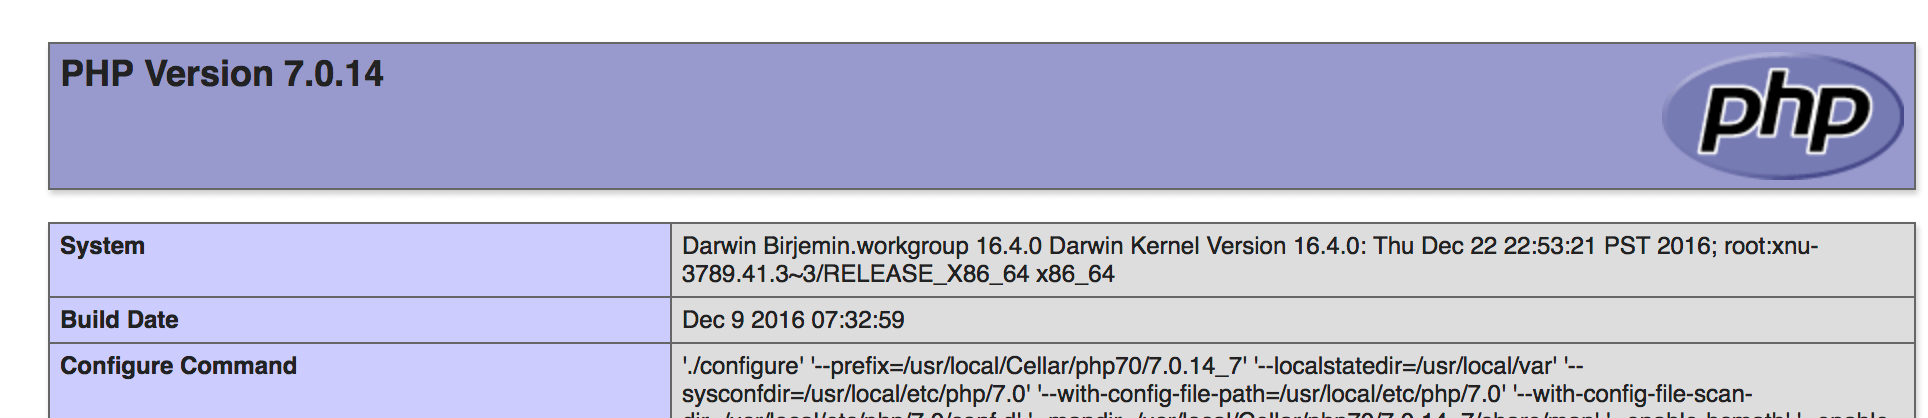 PHP Version 7.0.14
php
System
Darwin Birjemin.workgroup 16.4.0 Darwin Kernel Version 16.4.0: Thu Dec 22 22:53:21 PST 2016; root:xnu-
3789.41.3~3/RELEASE_X86_64 x86_64
Build Date
Dec 9 2016 07:32:59
Configure Command
'./configure' '--prefix=/usr/local/Cellar/php70/7.0.14_7' '--localstatedir=/usr/local/var' '--
sysconfdir=/usr/local/etc/php/7.0' '--with-config-file-path=/usr/local/etc/php/7.0' '--with-config-file-scan-